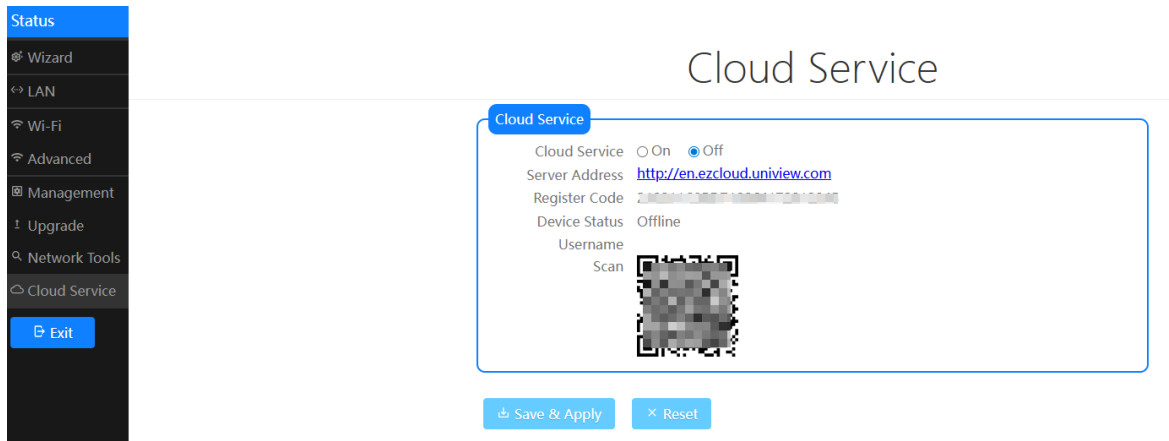 Status
Wizard
LAN
Wi-Fi
Advanced
Management
Upgrade
Network Tools
Cloud Service
Exit
Cloud Service
Cloud Service
Cloud Service On Off
Server Address http://en.ezcloud.uniview.com
Register Code
Device Status Offline
Username
Scan
Save & Apply Reset